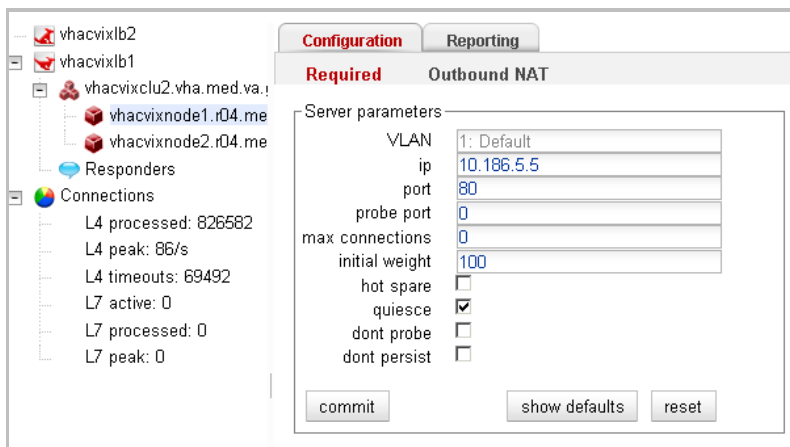 vhacvixlb2
vhacvixlb1
vhacvixclu2.vha.med.va.
vhacvixnode1.r04.me
vhacvixnode2.r04.me
Responders
Connections
L4 processed: 826582
L4 peak: 86/s
L4 timeouts: 69492
L7 active: 0
L7 processed: 0
L7 peak: 0
Configuration Reporting
Required Outbound NAT
Server parameters
VLAN 1: Default
ip 10.186.5.5
port 80
probe port 0
max connections 0
initial weight 100
hot spare
quiesce
dont probe
dont persist
commit show defaults reset